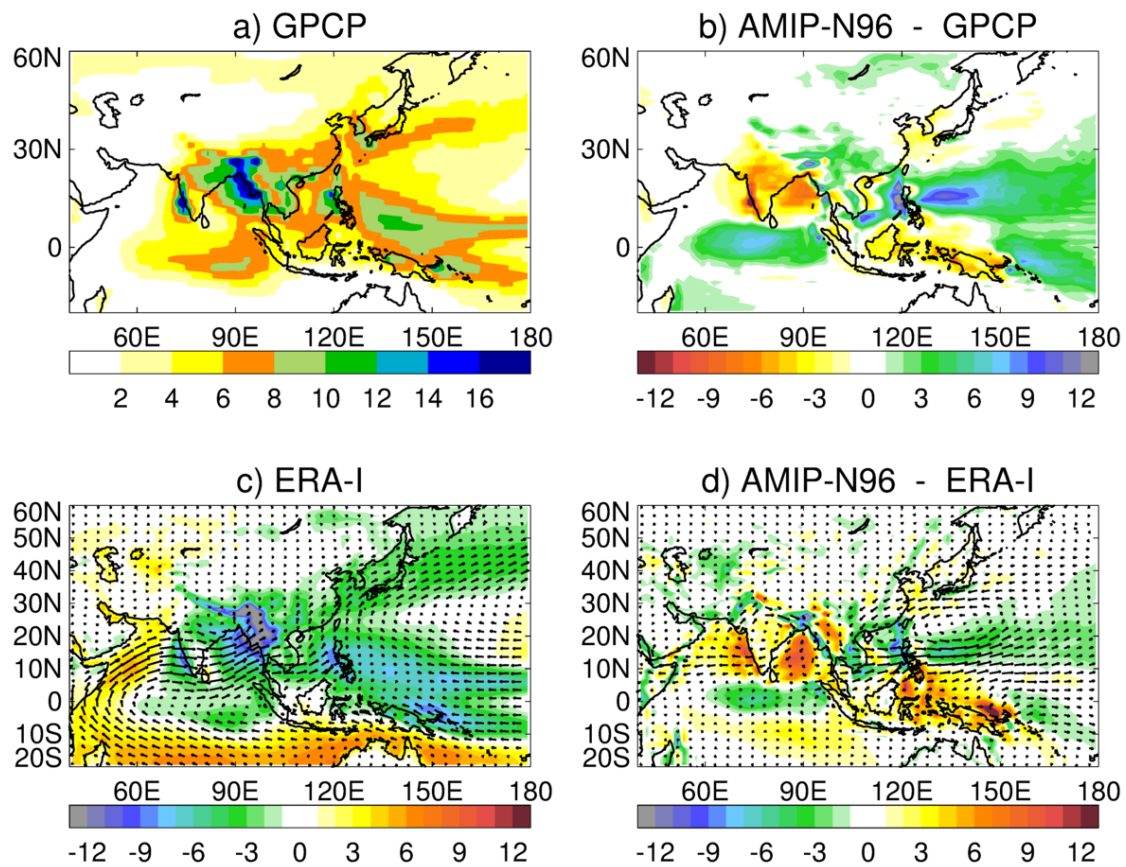 a) GPCP
b) AMIP-N96 - GPCP
60N
30N
0
60E 90E 120E 150E 180
60E 90E 120E 150E 180
2 4 6 8 10 12 14 16
-12 -9 -6 -3 0 3 6 9 12
c) ERA-I
d) AMIP-N96 - ERA-I
60N 60N
50N 50N
40N 40N
30N 30N
20N 20N
10N 10N
0 0
10S 10S
20S 20S
60E 90E 120E 150E 180
60E 90E 120E 150E 180
-12 -9 -6 -3 0 3 6 9 12
-12 -9 -6 -3 0 3 6 9 12